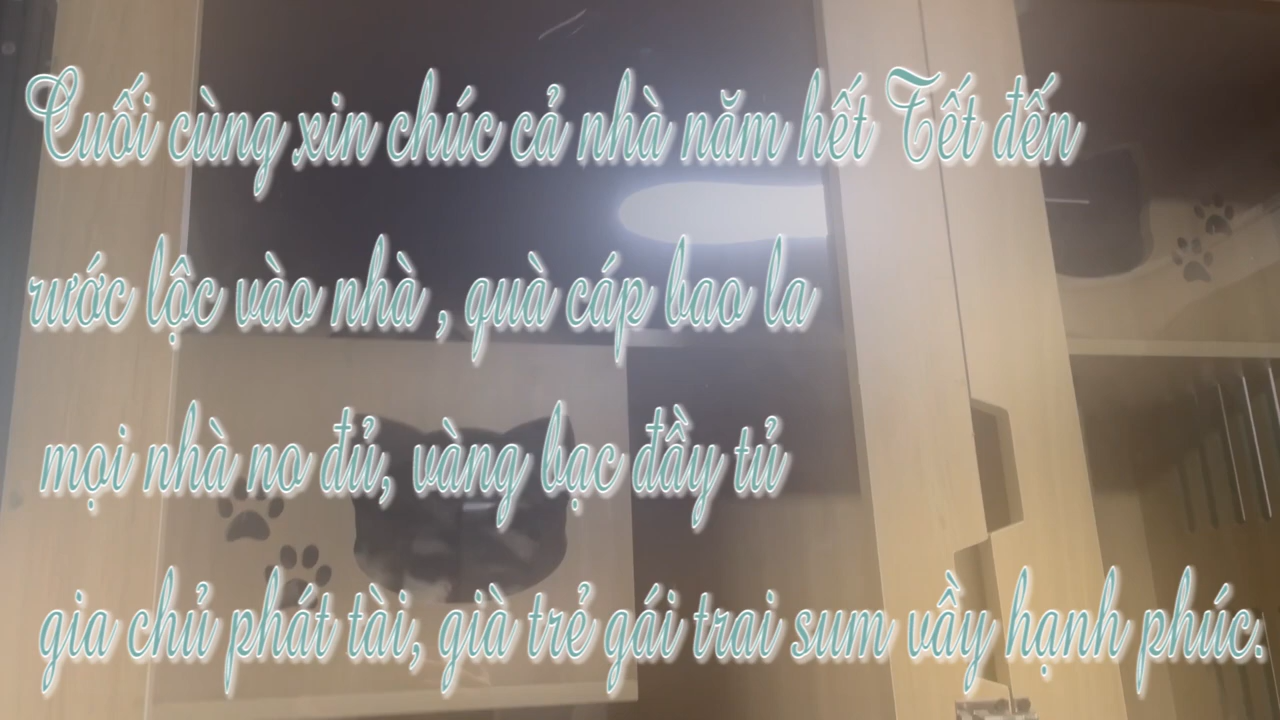 Cuối cùng xin chúc cả nhà năm hết Tết đến
rước lộc vào nhà , quà cáp bao la
mọi nhà no đủ, vàng bạc đầy tủ
gia chủ phát tài, già trẻ gái trai sum vầy hạnh phúc.